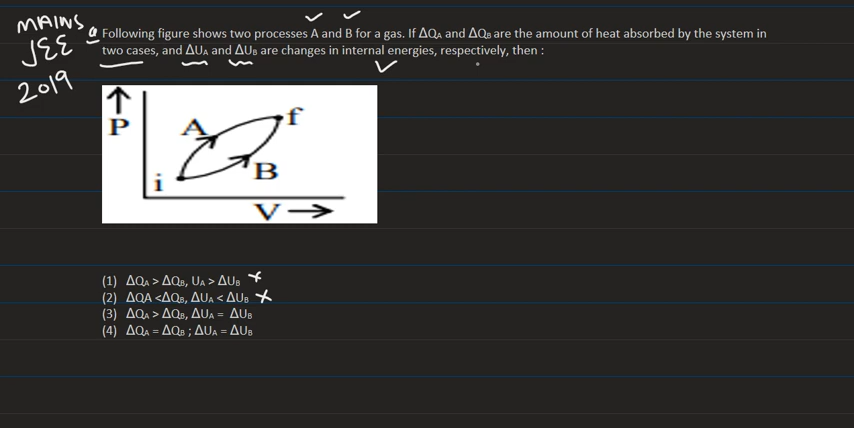 MAINS
JEE
2019
Q Following figure shows two processes A and B for a gas. If ΔQA and ΔQB are the amount of heat absorbed by the system in
two cases, and ΔUA and ΔUB are changes in internal energies, respectively, then :
P
A
f
B
i
V
(1) ΔQA > ΔQB, UA > ΔUB ×
(2) ΔQA <ΔQB, ΔUA < ΔUB ×
(3) ΔQA > ΔQB, ΔUA = ΔUB
(4) ΔQA = ΔQB ; ΔUA = ΔUB